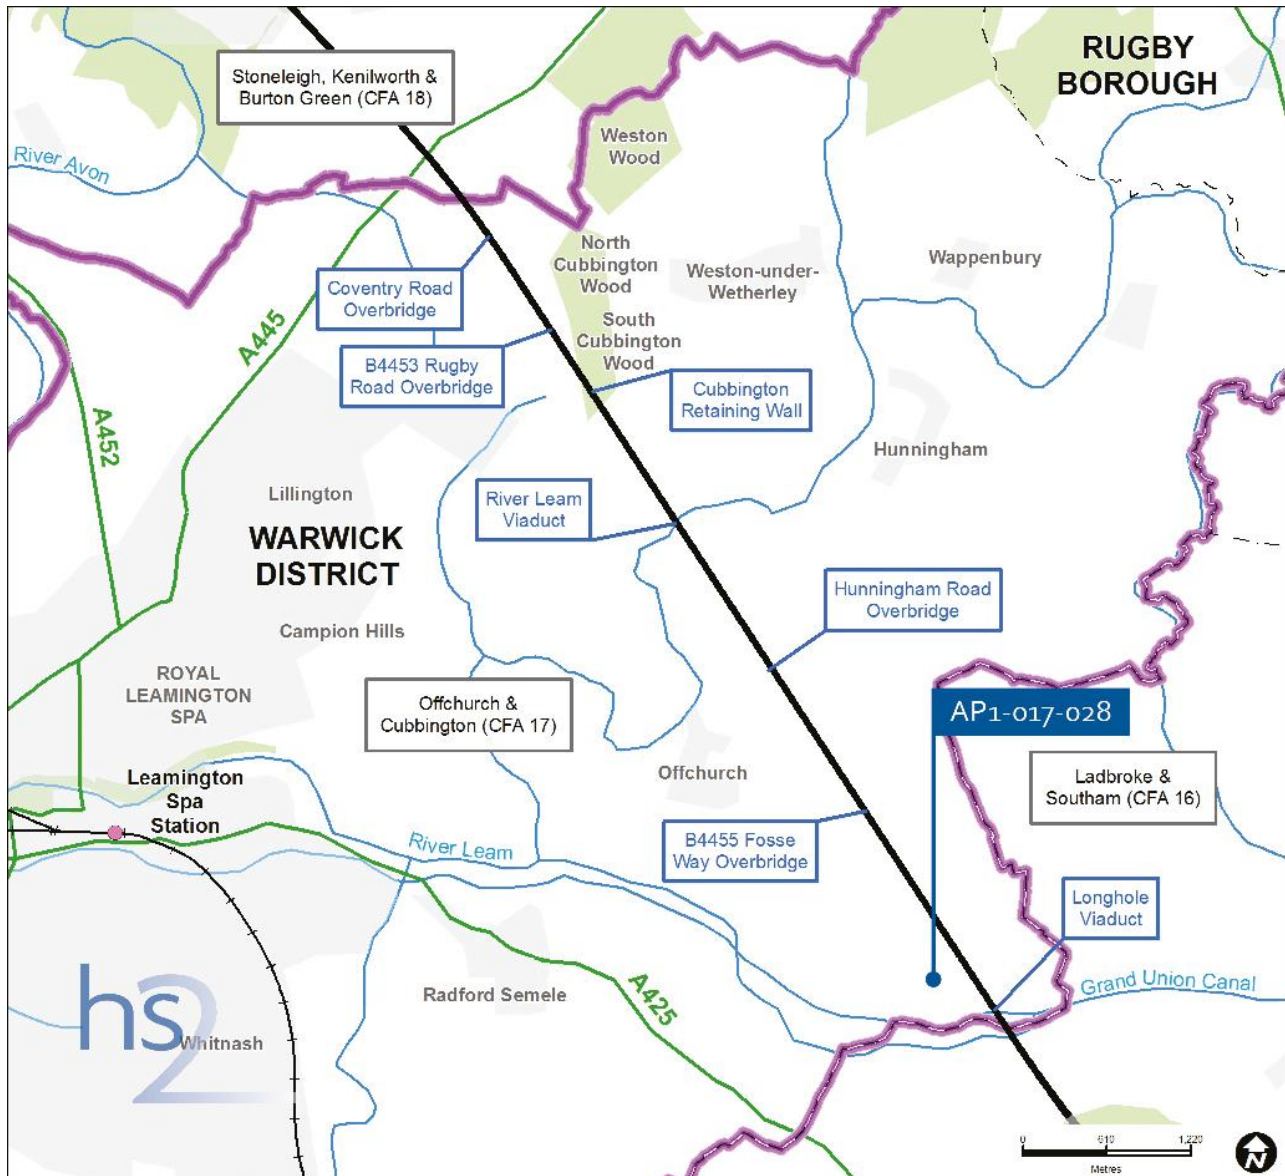 RUGBY
BOROUGH
Stoneleigh, Kenilworth &
Burton Green (CFA 18)
Weston
Wood
River Avon
North
Cubbington
Wood
Weston-under-
Wetherley
Wappenbury
Coventry Road
Overbridge
A445
South
Cubbington
Wood
B4453 Rugby
Road Overbridge
Cubbington
Retaining Wall
A452
Hunningham
Lillington
River Leam
Viaduct
WARWICK
DISTRICT
Hunningham Road
Overbridge
Campion Hills
ROYAL
LEAMINGTON
SPA
Offchurch &
Cubbington (CFA 17)
AP1-017-028
Offchurch
Ladbroke &
Southam (CFA 16)
Leamington
Spa
Station
River Leam
B4455 Fosse
Way Overbridge
Longhole
Viaduct
Grand Union Canal
Radford Semele
A425
hs2
Whitnash
0 610 1,220
Metres
N